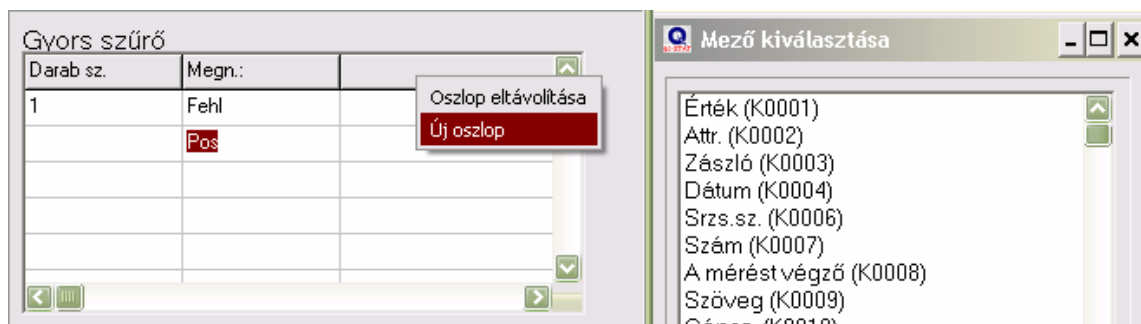 Gyors szűrő
Darab sz. Megn.:
1 Fehl
Pos
Oszlop eltávolítása
Új oszlop
Mező kiválasztása
Érték (K0001)
Attr. (K0002)
Zászló (K0003)
Dátum (K0004)
Srzs.sz. (K0006)
Szám (K0007)
A mérést végző (K0008)
Szöveg (K0009)